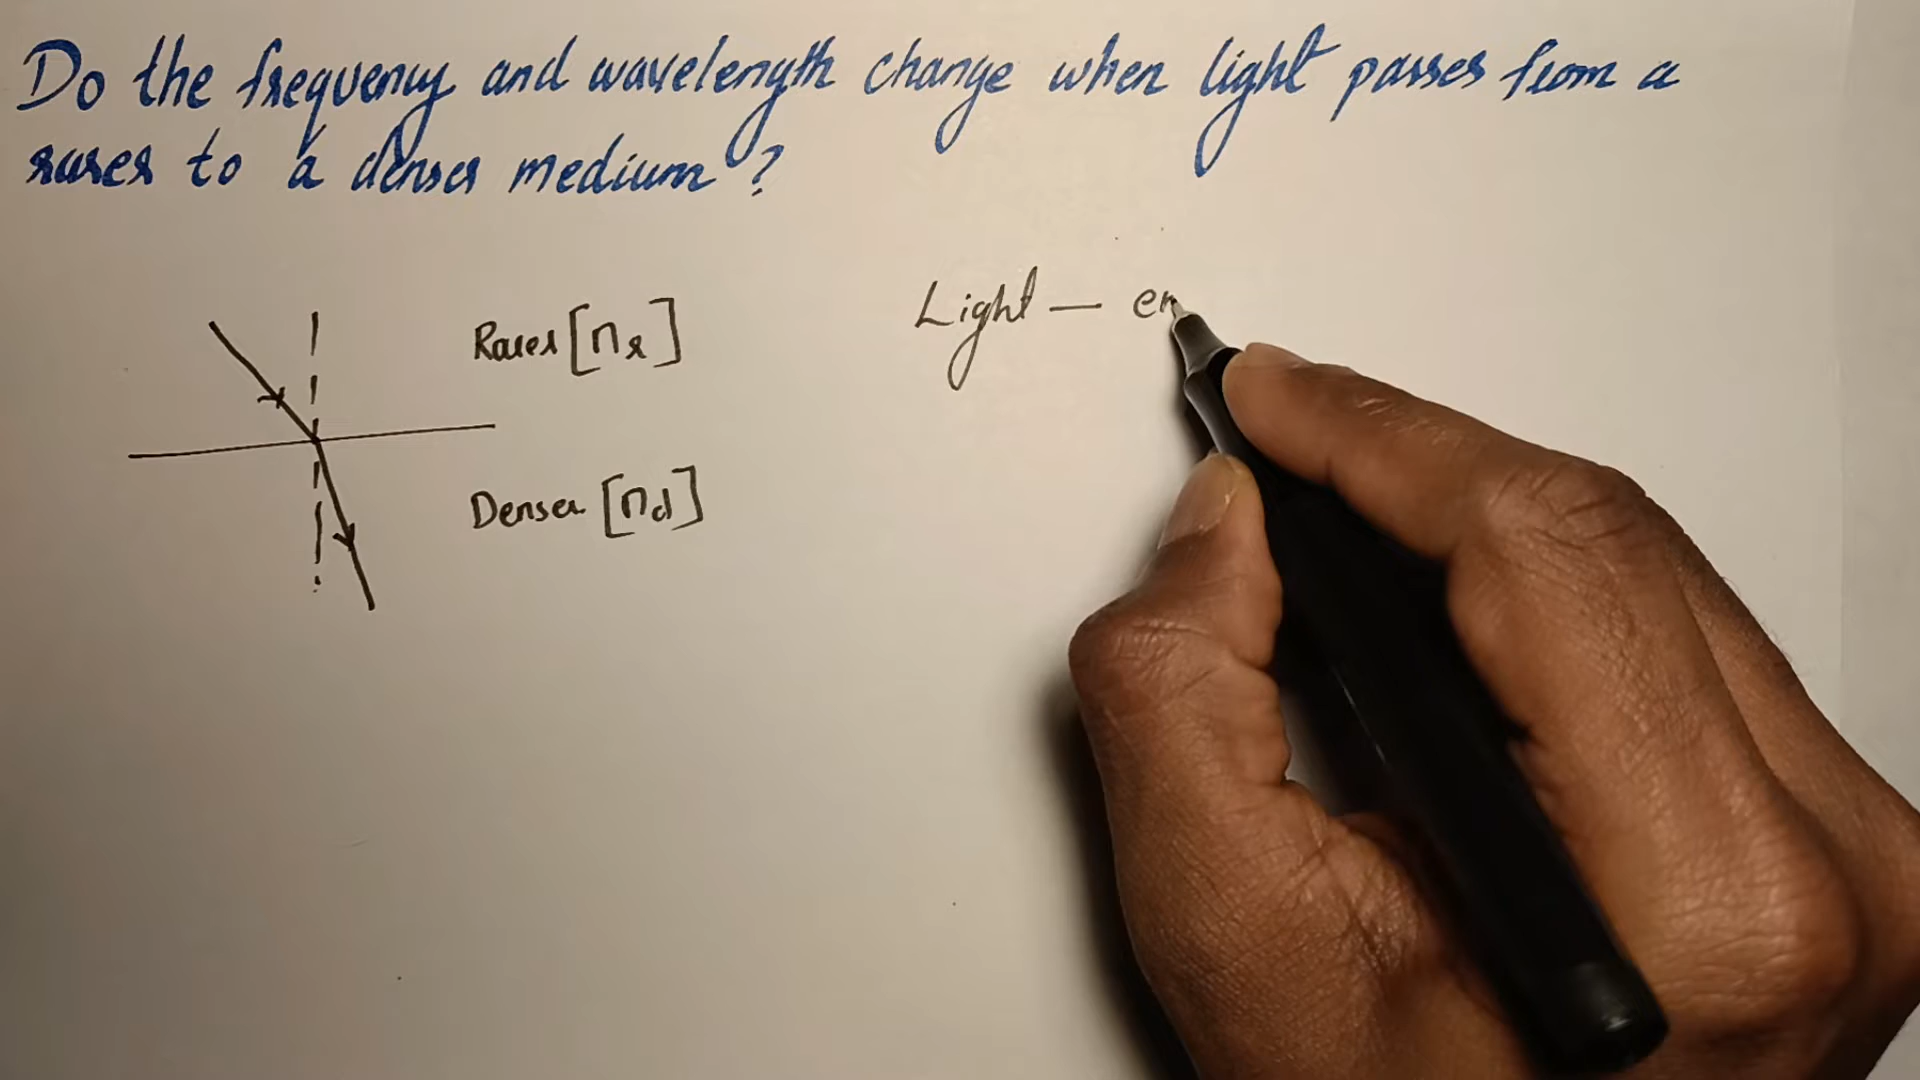 Do the frequency and wavelength change when light passes from a
rarer to a denser medium ?
Rarer [nr]
Light — en
Denser [nd]